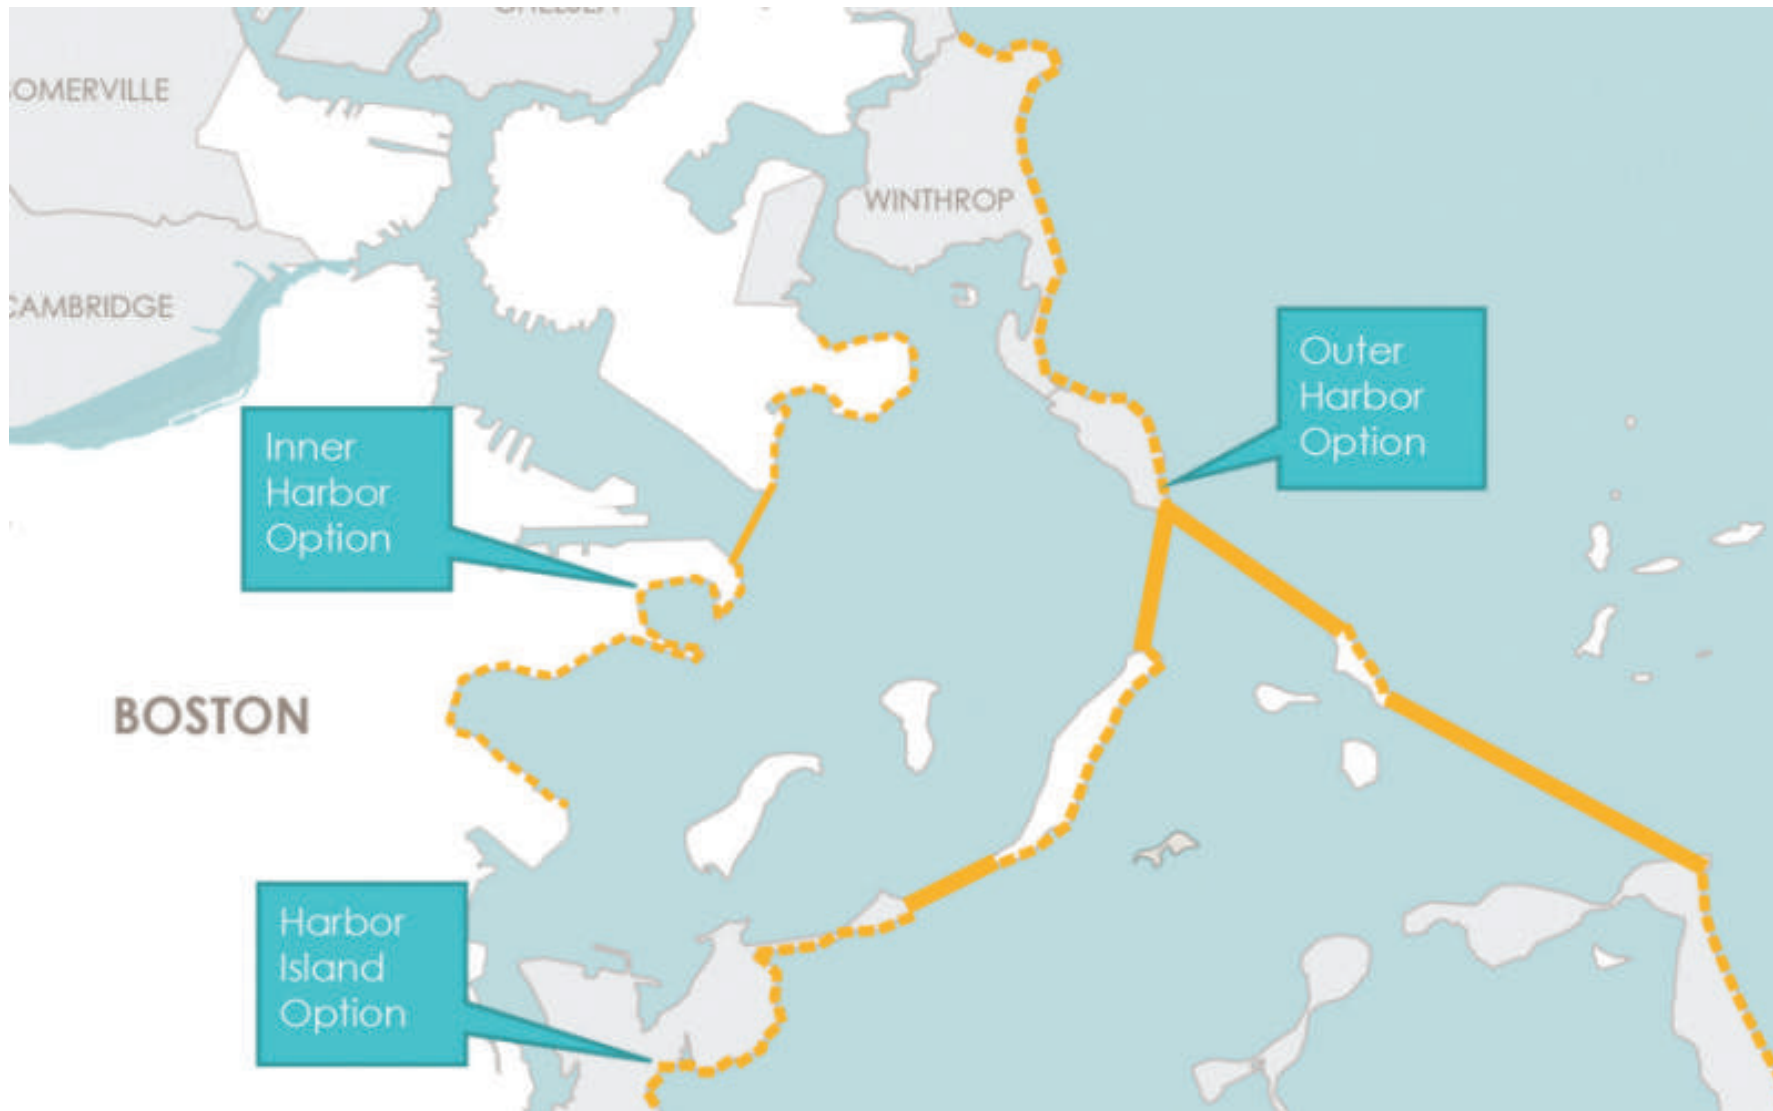 OMERVILLE
WINTHROP
CAMBRIDGE
Outer
Harbor
Option
Inner
Harbor
Option
BOSTON
Harbor
Island
Option